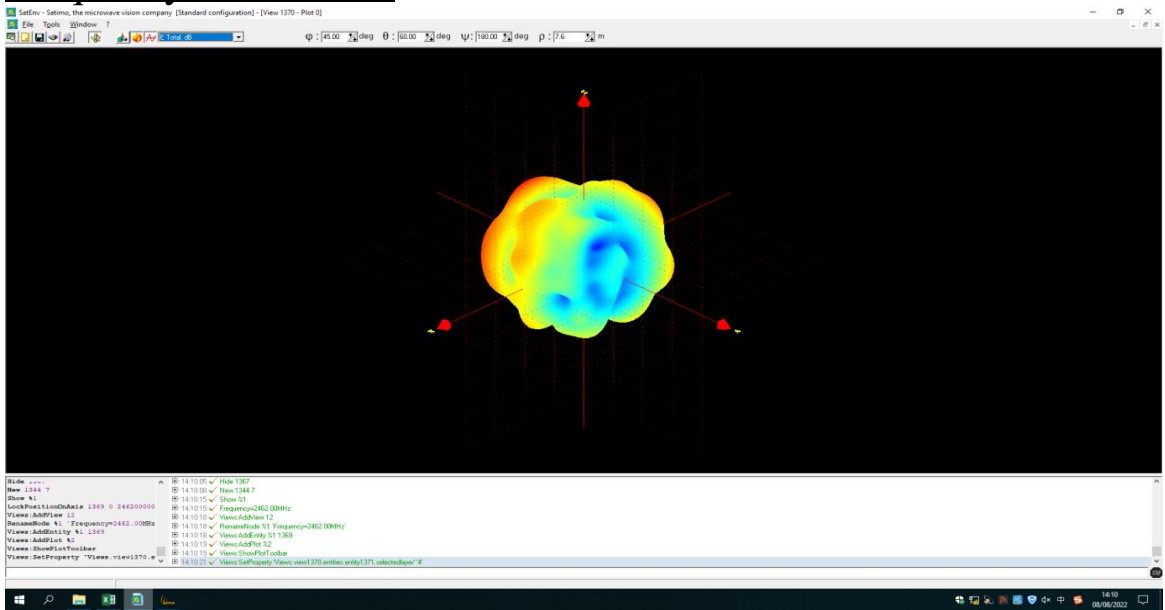 SatEnv - Satimo, the microwave vision company [Standard configuration] - [View 1370 - Plot 0]
File Tools Window ?
E Total dB φ : 45.00 deg θ : 60.00 deg ψ : 180.00 deg ρ : 7.6 m
Hide
New 1344 7
Show %1
LockPositionOnAxis 1369 0 246200000
Views:AddView 12
RenameNode %1 'Frequency=2462.00MHz
Views:AddEntity %1 1369
Views:AddPlot %2
Views:ShowPlotToolbar
Views:SetProperty 'Views.view1370.e
14:10:05 Hide 1367
14:10:08 New 1344 7
14:10:15 Show %1
14:10:15 Frequency=2462.00MHz
14:10:18 Views:AddView 12
14:10:18 RenameNode %1 'Frequency=2462.00MHz'
14:10:18 Views:AddEntity %1 1369
14:10:19 Views:AddPlot %2
14:10:19 Views:ShowPlotToolbar
14:10:21 Views:SetProperty 'Views.view1370.entities.entity1371.selectedlayer' '4'
STOP
中
14:10
08/08/2022